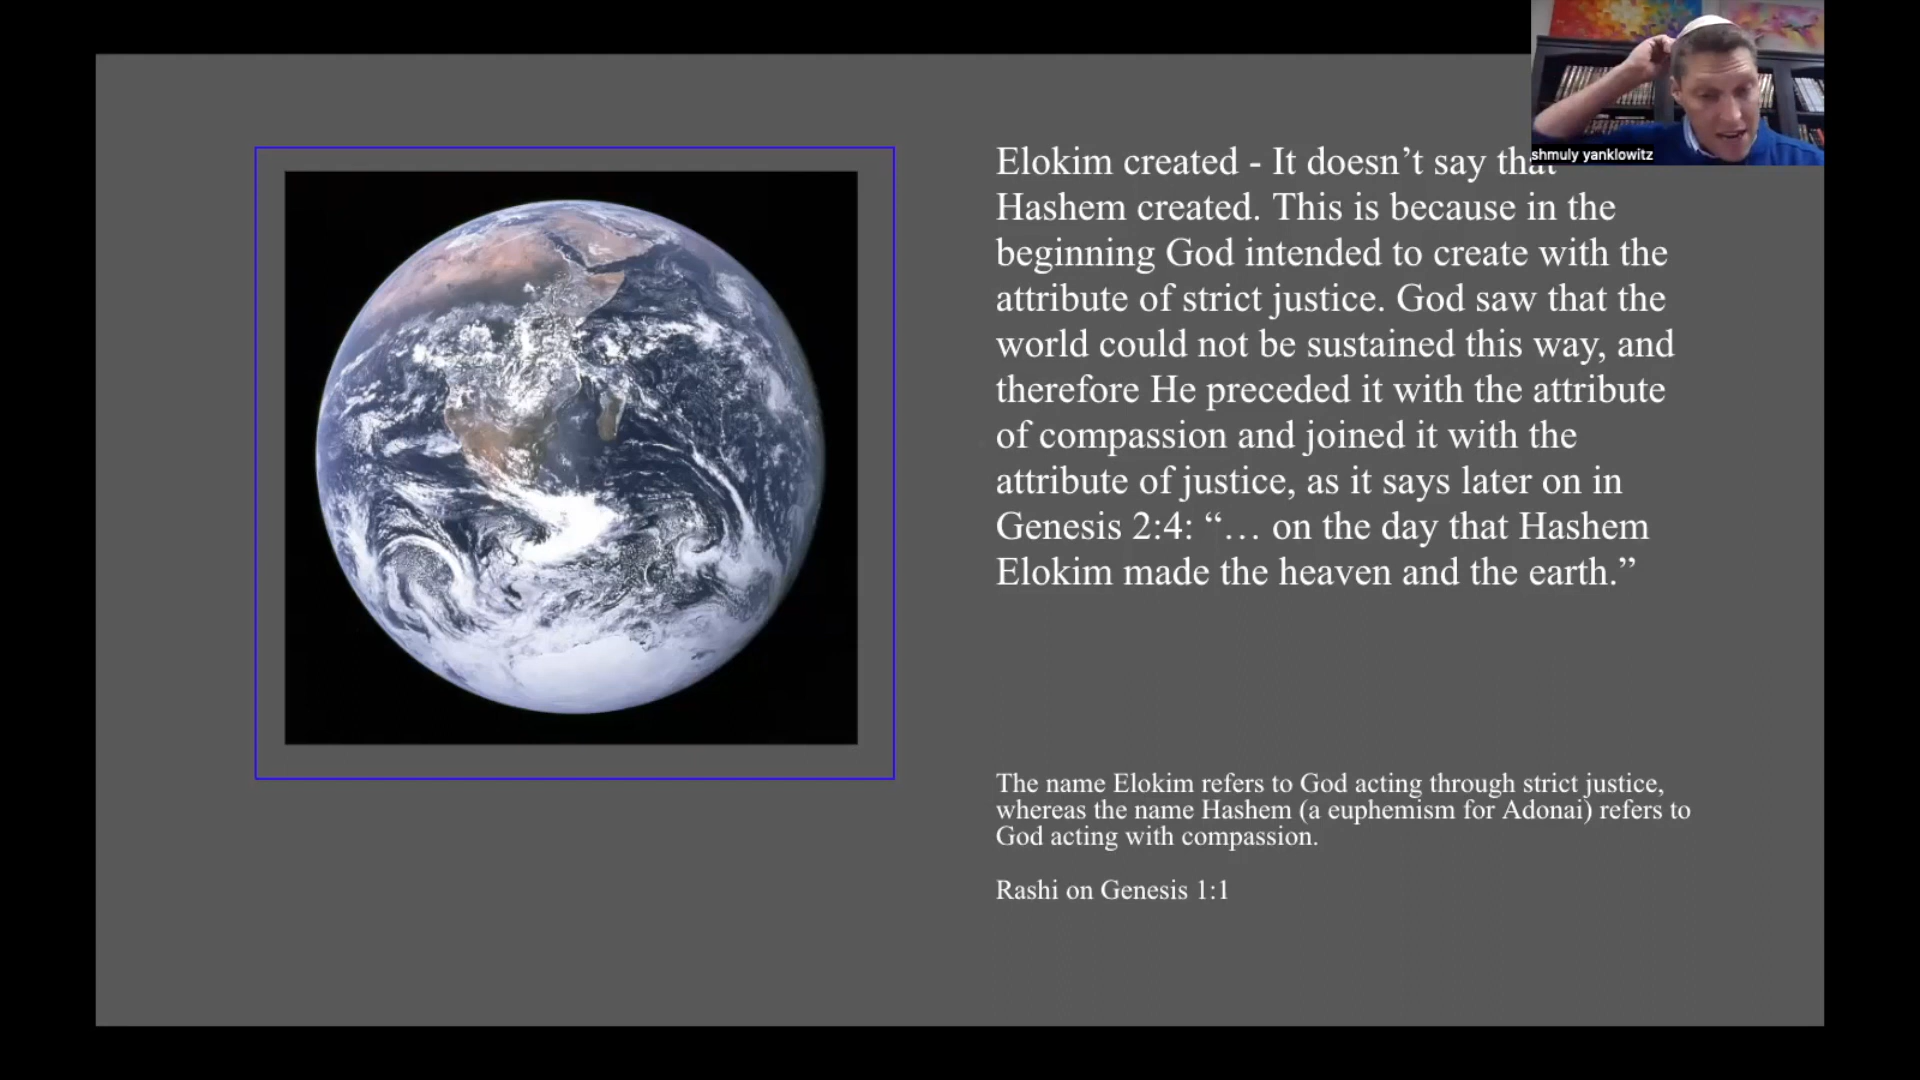 Elokim created - It doesn’t say that
Hashem created. This is because in the
beginning God intended to create with the
attribute of strict justice. God saw that the
world could not be sustained this way, and
therefore He preceded it with the attribute
of compassion and joined it with the
attribute of justice, as it says later on in
Genesis 2:4: “… on the day that Hashem
Elokim made the heaven and the earth.”
The name Elokim refers to God acting through strict justice,
whereas the name Hashem (a euphemism for Adonai) refers to
God acting with compassion.
Rashi on Genesis 1:1
shmuly yanklowitz